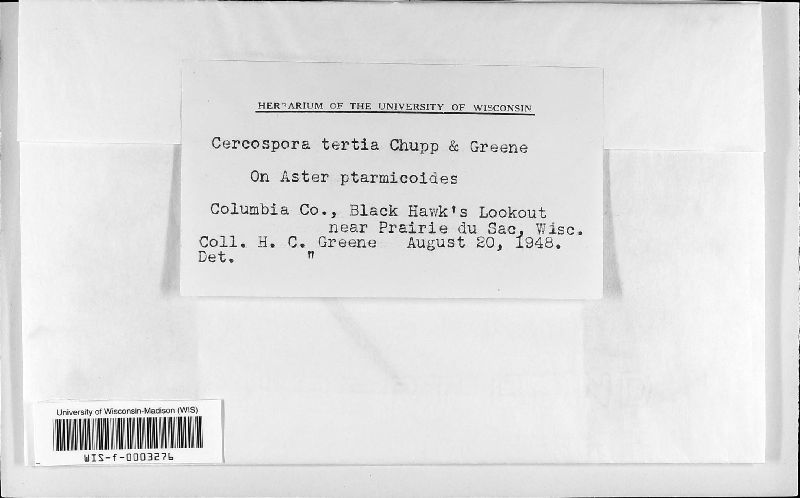 HERBARIUM OF THE UNIVERSITY OF WISCONSIN
Cercospora tertia Chupp & Greene
On Aster ptarmicoides
Columbia Co., Black Hawk's Lookout
near Prairie du Sac, Wisc.
Coll. H. C. Greene August 20, 1948.
Det. "
University of Wisconsin-Madison (WIS)
WIS-f-0003276